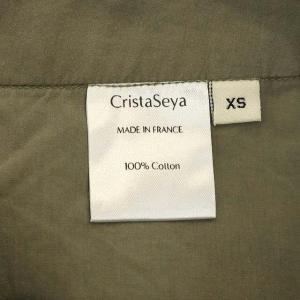 CristaSeya
XS
MADE IN FRANCE
100% Cotton